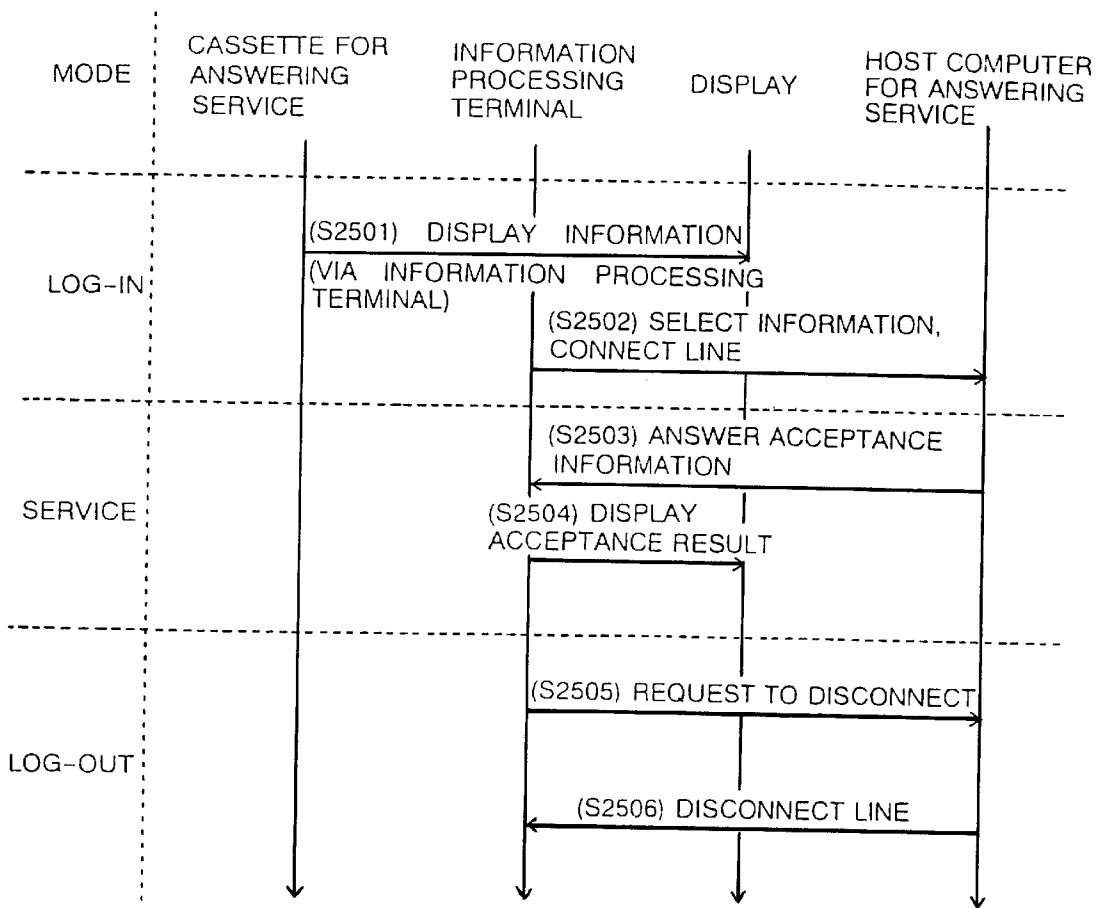 MODE
CASSETTE FOR
ANSWERING
SERVICE
INFORMATION
PROCESSING
TERMINAL
DISPLAY
HOST COMPUTER
FOR ANSWERING
SERVICE
LOG-IN
(S2501) DISPLAY INFORMATION
(VIA INFORMATION PROCESSING
TERMINAL)
(S2502) SELECT INFORMATION,
CONNECT LINE
SERVICE
(S2503) ANSWER ACCEPTANCE
INFORMATION
(S2504) DISPLAY
ACCEPTANCE RESULT
LOG-OUT
(S2505) REQUEST TO DISCONNECT
(S2506) DISCONNECT LINE